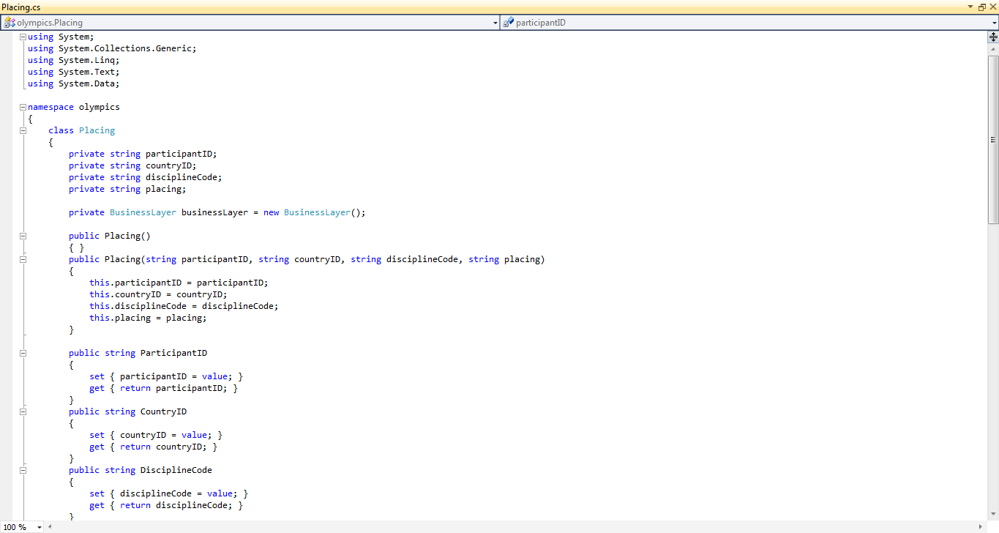 Placing.cs
olympics.Placing participantID
using System;
using System.Collections.Generic;
using System.Linq;
using System.Text;
using System.Data;
namespace olympics
{
class Placing
{
private string participantID;
private string countryID;
private string disciplineCode;
private string placing;
private BusinessLayer businessLayer = new BusinessLayer();
public Placing()
{ }
public Placing(string participantID, string countryID, string disciplineCode, string placing)
{
this.participantID = participantID;
this.countryID = countryID;
this.disciplineCode = disciplineCode;
this.placing = placing;
}
public string ParticipantID
{
set { participantID = value; }
get { return participantID; }
}
public string CountryID
{
set { countryID = value; }
get { return countryID; }
}
public string DisciplineCode
{
set { disciplineCode = value; }
get { return disciplineCode; }
}
100 %